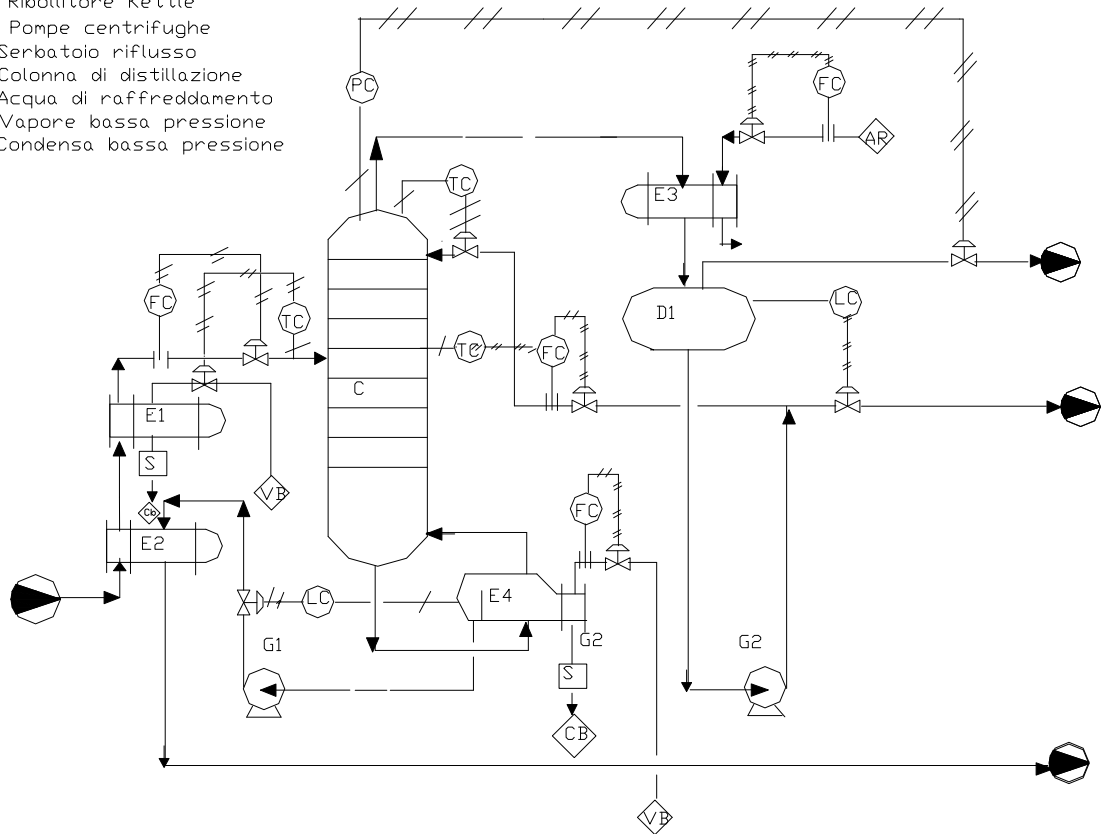 Ribollitore Kettle
Pompe centrifughe
Serbatoio riflusso
Colonna di distillazione
Acqua di raffreddamento
Vapore bassa pressione
Condensa bassa pressione
PC
FC
AR
TC
E3
FC
TC
D1
LC
TC
FC
C
E1
S
VB
Cb
FC
E2
E4
LC
G1
G2
G2
S
CB
VB